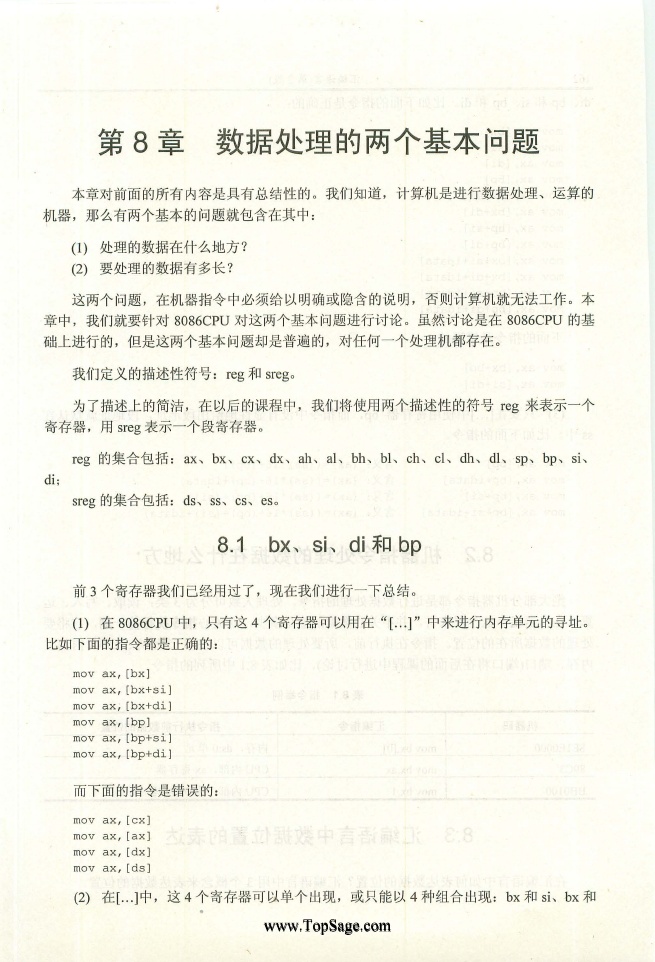 第 8 章 数据处理的两个基本问题
本章对前面的所有内容是具有总结性的。我们知道，计算机是进行数据处理、运算的
机器，那么有两个基本的问题就包含在其中：
(1) 处理的数据在什么地方？
(2) 要处理的数据有多长？
这两个问题，在机器指令中必须给以明确或隐含的说明，否则计算机就无法工作。本
章中，我们就要针对 8086CPU 对这两个基本问题进行讨论。虽然讨论是在 8086CPU 的基
础上进行的，但是这两个基本问题却是普遍的，对任何一个处理机都存在。
我们定义的描述性符号：reg 和 sreg。
为了描述上的简洁，在以后的课程中，我们将使用两个描述性的符号 reg 来表示一个
寄存器，用 sreg 表示一个段寄存器。
reg 的集合包括：ax、bx、cx、dx、ah、al、bh、bl、ch、cl、dh、dl、sp、bp、si、
di；
sreg 的集合包括：ds、ss、cs、es。
8.1 bx、si、di 和 bp
前 3 个寄存器我们已经用过了，现在我们进行一下总结。
(1) 在 8086CPU 中，只有这 4 个寄存器可以用在“[…]”中来进行内存单元的寻址。
比如下面的指令都是正确的：
mov ax,[bx]
mov ax,[bx+si]
mov ax,[bx+di]
mov ax,[bp]
mov ax,[bp+si]
mov ax,[bp+di]
而下面的指令是错误的：
mov ax,[cx]
mov ax,[ax]
mov ax,[dx]
mov ax,[ds]
(2) 在[…]中，这 4 个寄存器可以单个出现，或只能以 4 种组合出现：bx 和 si、bx 和
www.TopSage.com